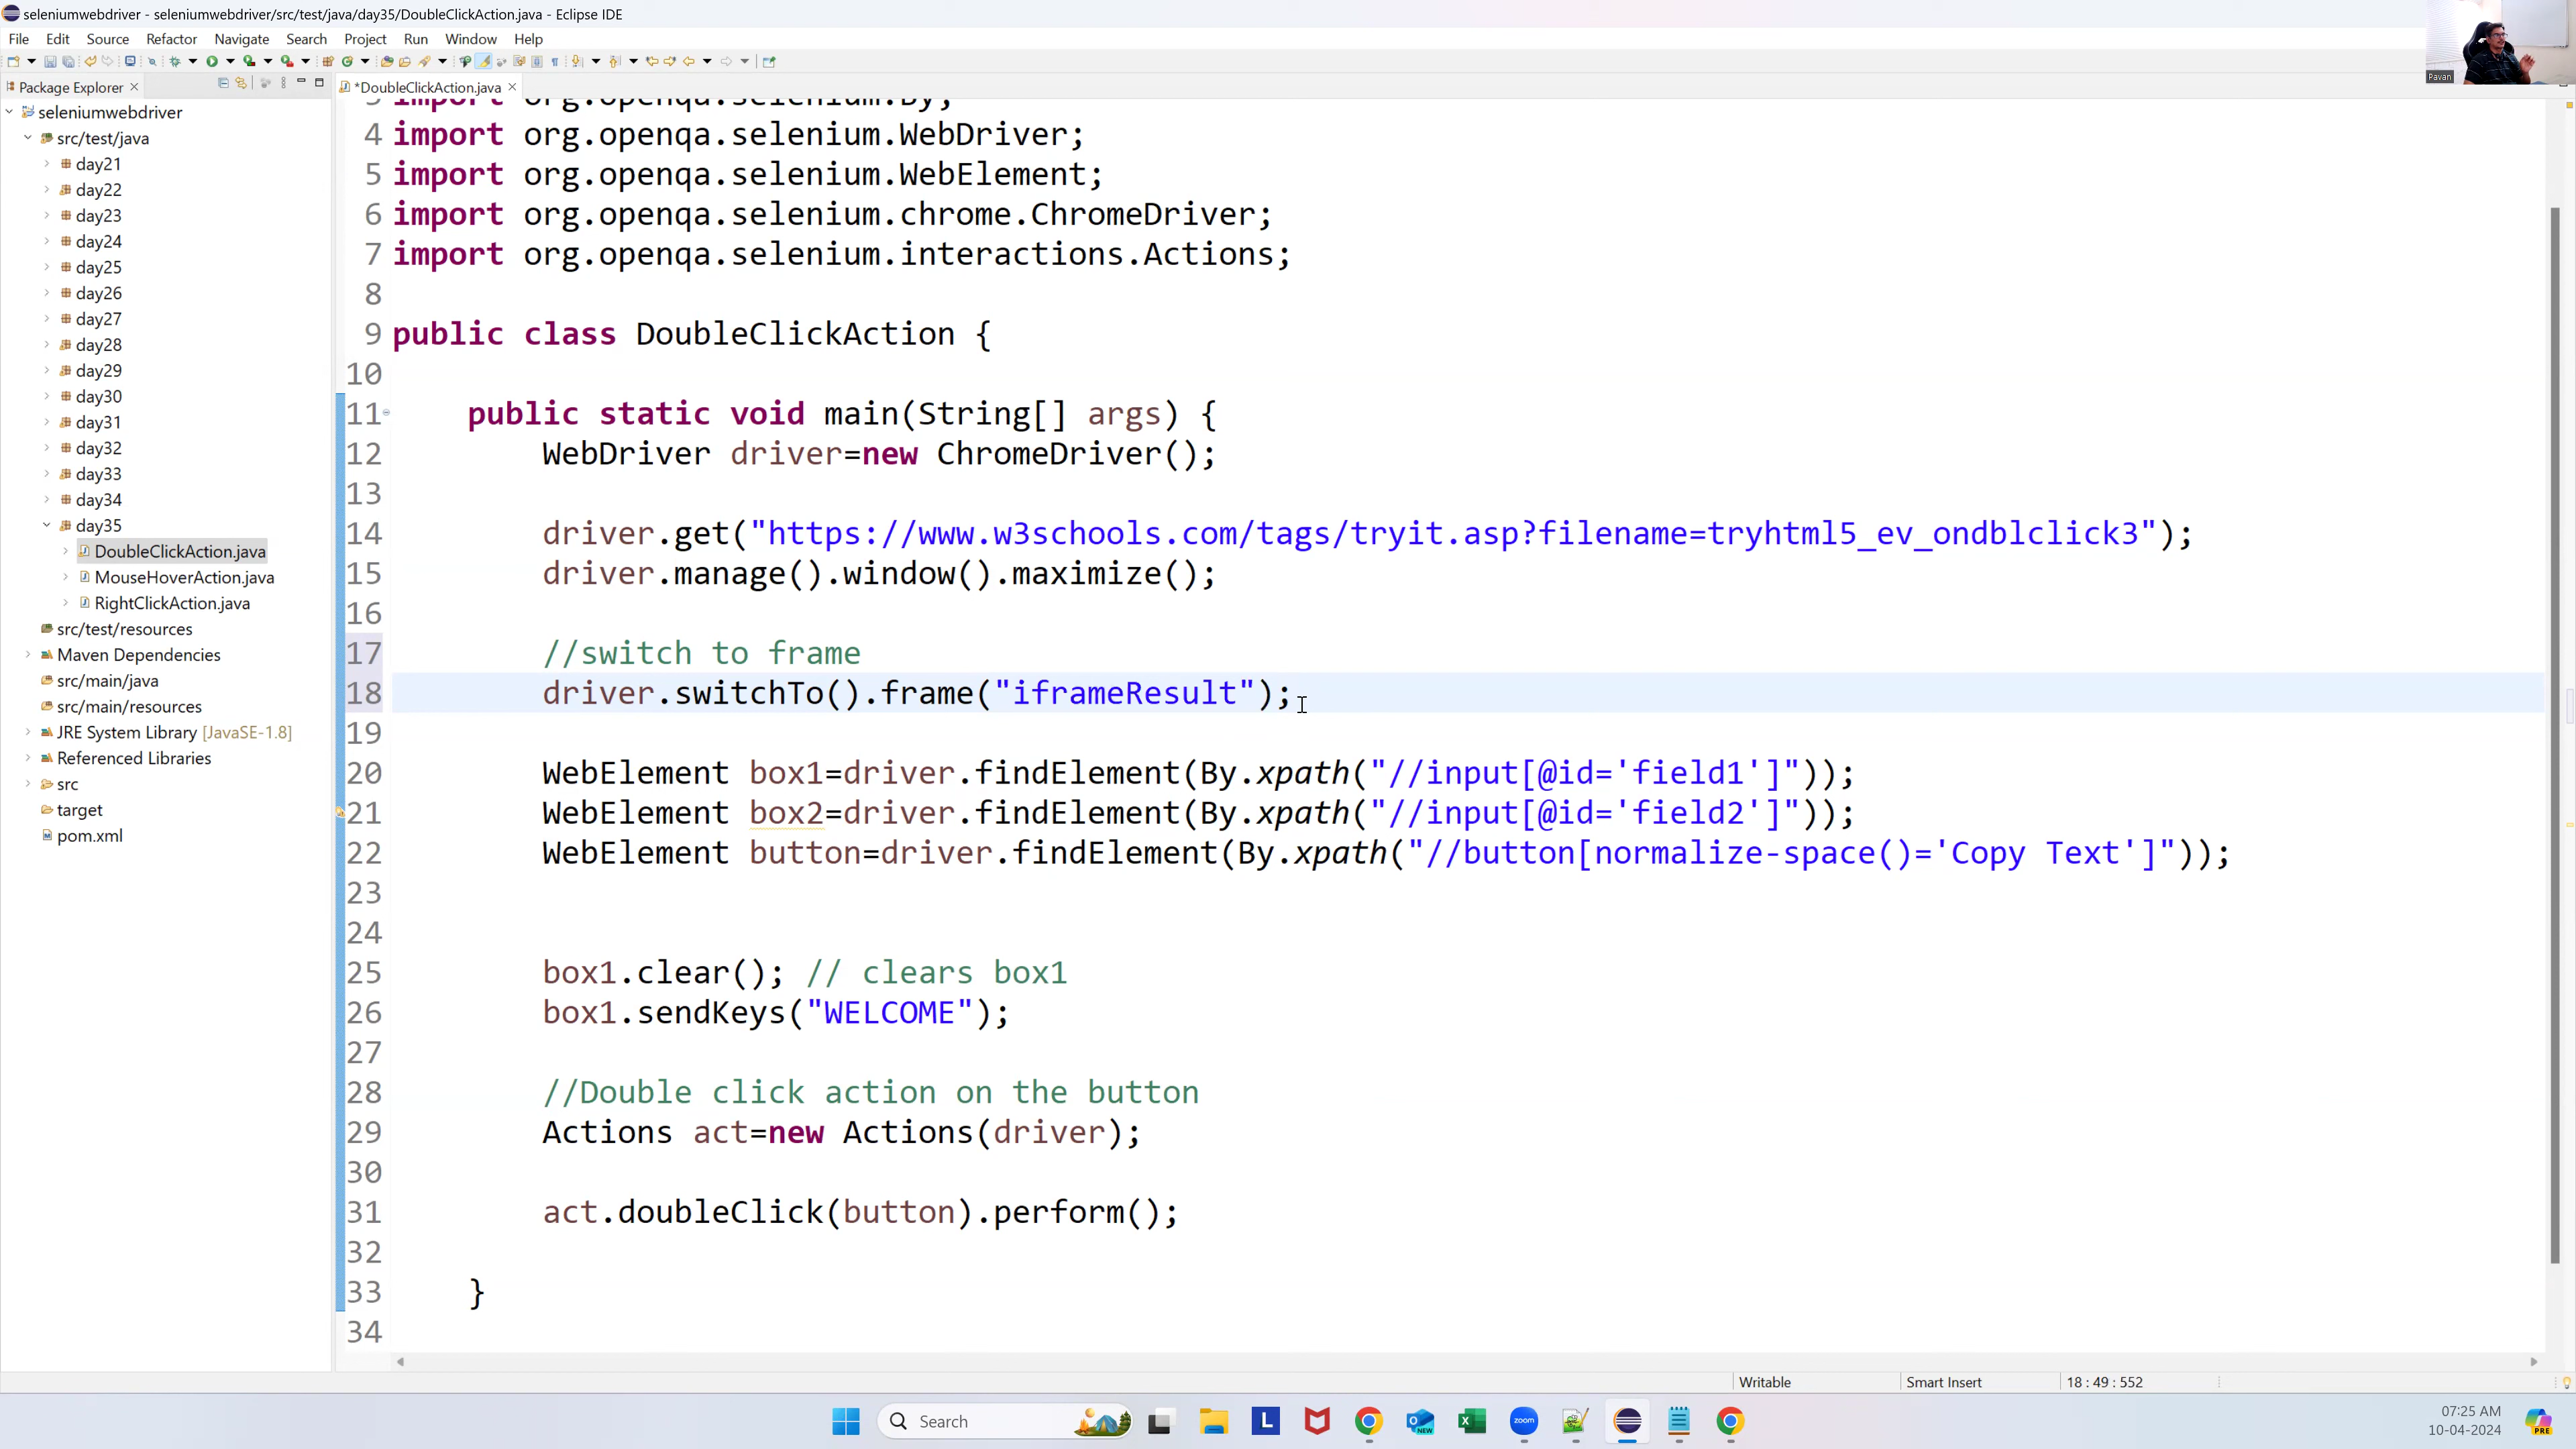 seleniumwebdriver - seleniumwebdriver/src/test/java/day35/DoubleClickAction.java - Eclipse IDE
File Edit Source Refactor Navigate Search Project Run Window Help
Pavan
Package Explorer
*DoubleClickAction.java
seleniumwebdriver
src/test/java
day21
day22
day23
day24
day25
day26
day27
day28
day29
day30
day31
day32
day33
day34
day35
DoubleClickAction.java
MouseHoverAction.java
RightClickAction.java
src/test/resources
Maven Dependencies
src/main/java
src/main/resources
JRE System Library [JavaSE-1.8]
Referenced Libraries
src
target
pom.xml
3 import org.openqa.selenium.By;
4 import org.openqa.selenium.WebDriver;
5 import org.openqa.selenium.WebElement;
6 import org.openqa.selenium.chrome.ChromeDriver;
7 import org.openqa.selenium.interactions.Actions;
8
9 public class DoubleClickAction {
10
11 public static void main(String[] args) {
12 WebDriver driver=new ChromeDriver();
13
14 driver.get("https://www.w3schools.com/tags/tryit.asp?filename=tryhtml5_ev_ondblclick3");
15 driver.manage().window().maximize();
16
17 //switch to frame
18 driver.switchTo().frame("iframeResult");
19
20 WebElement box1=driver.findElement(By.xpath("//input[@id='field1']"));
21 WebElement box2=driver.findElement(By.xpath("//input[@id='field2']"));
22 WebElement button=driver.findElement(By.xpath("//button[normalize-space()='Copy Text']"));
23
24
25 box1.clear(); // clears box1
26 box1.sendKeys("WELCOME");
27
28 //Double click action on the button
29 Actions act=new Actions(driver);
30
31 act.doubleClick(button).perform();
32
33 }
34
Writable Smart Insert 18 : 49 : 552
Search
L
NEW
zoom
07:25 AM
10-04-2024
PRE